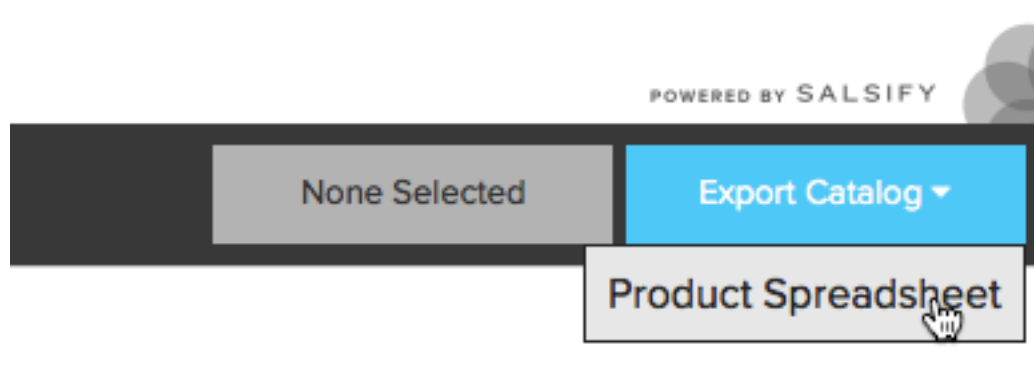 POWERED BY SALSIFY
None Selected
Export Catalog
Product Spreadsheet